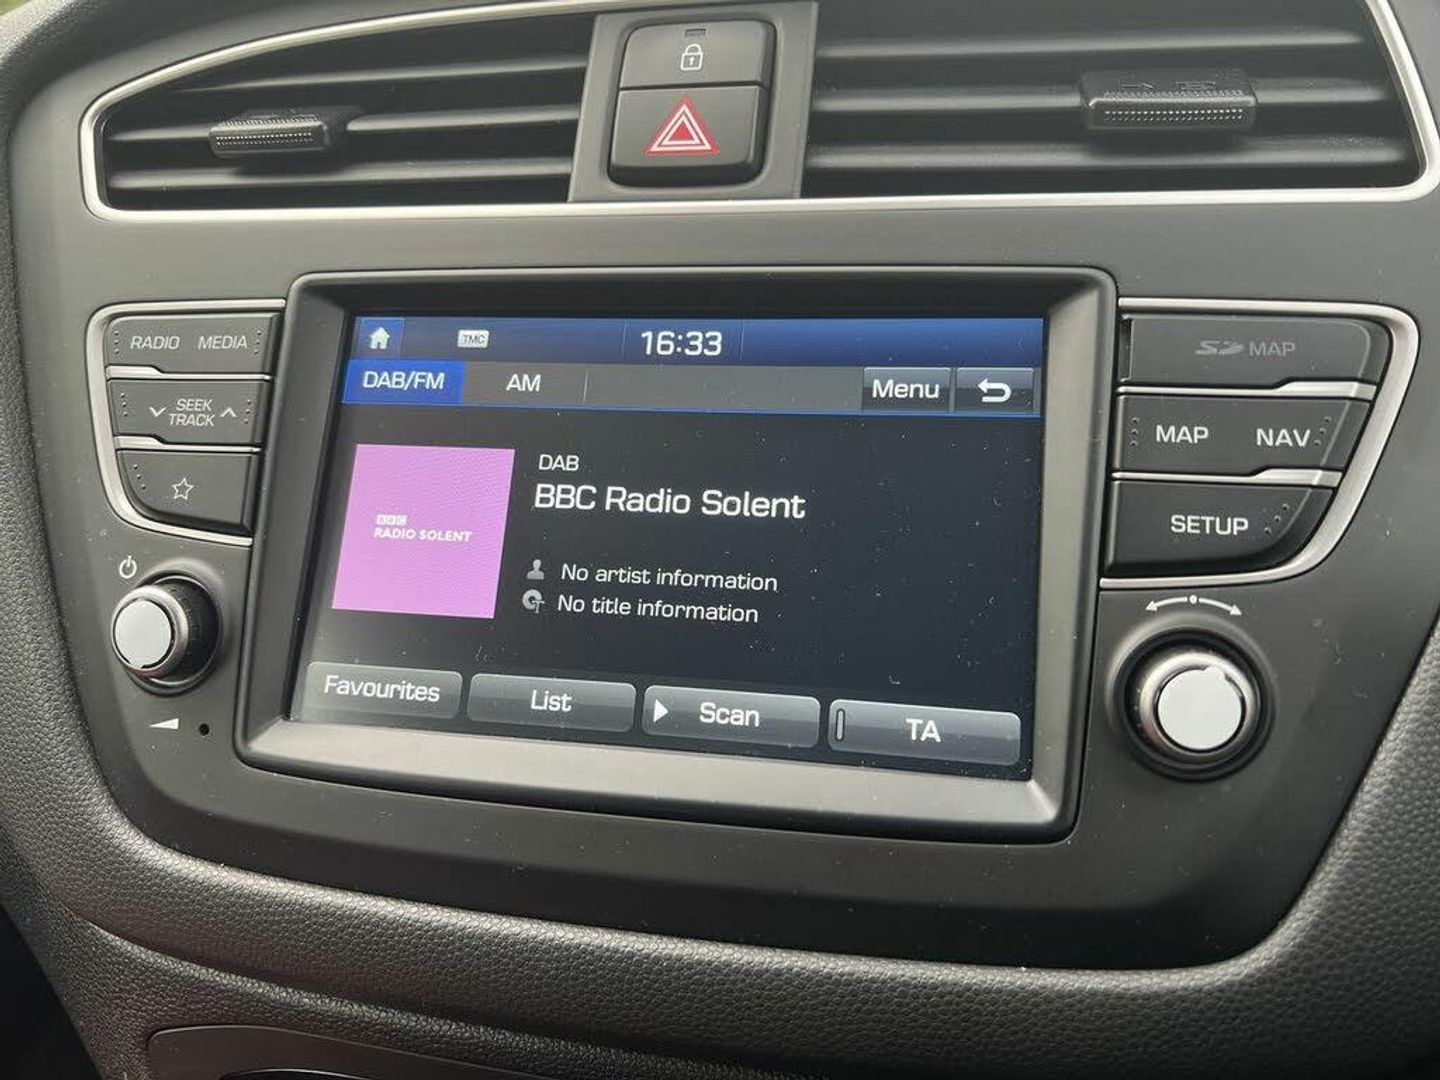 RADIO MEDIA
SEEK
TRACK
TMC
16:33
DAB/FM
AM
Menu
DAB
BBC Radio Solent
BBC
RADIO SOLENT
No artist information
No title information
Favourites
List
Scan
TA
SD MAP
MAP NAV
SETUP